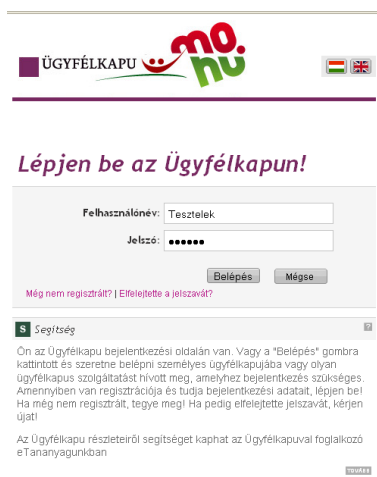 ÜGYFÉLKAPU mo.
hu
Lépjen be az Ügyfélkapun!
Felhasználónév: Tesztelek
Jelszó: ●●●●●●
Belépés Mégse
Még nem regisztrált? | Elfelejtette a jelszavát?
S Segítség ?
Ön az Ügyfélkapu bejelentkezési oldalán van. Vagy a "Belépés" gombra
kattintott és szeretne belépni személyes ügyfélkapujába vagy olyan
ügyfélkapus szolgáltatást hívott meg, amelyhez bejelentkezés szükséges.
Amennyiben van regisztrációja és tudja bejelentkezési adatait, lépjen be!
Ha még nem regisztrált, tegye meg! Ha pedig elfelejtette jelszavát, kérjen
újat!
Az Ügyfélkapu részleteiről segítséget kaphat az Ügyfélkapuval foglalkozó
eTananyagunkban
TOVÁBB